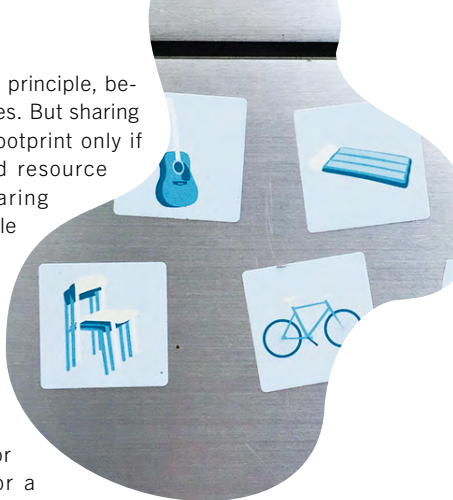 principle, be-
es. But sharing
ootprint only if
d resource
aring
le
or
or a